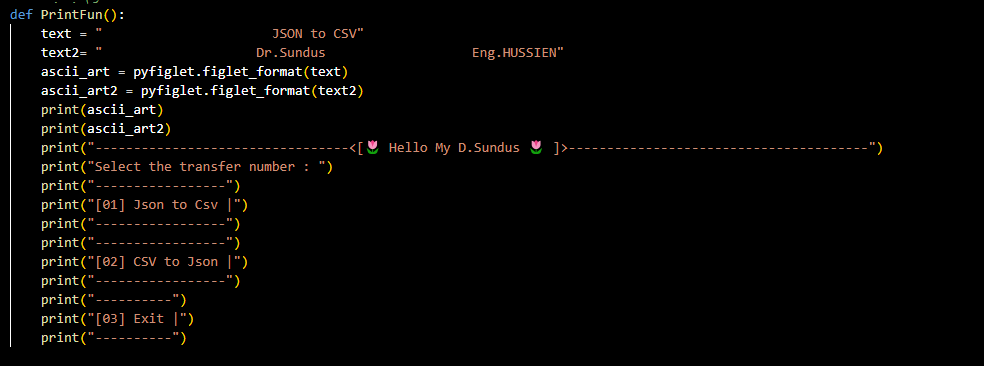 def PrintFun():
    text = "                      JSON to CSV"
    text2= "                    Dr.Sundus                   Eng.HUSSIEN"
    ascii_art = pyfiglet.figlet_format(text)
    ascii_art2 = pyfiglet.figlet_format(text2)
    print(ascii_art)
    print(ascii_art2)
    print("---------------------------------<[🌷 Hello My D.Sundus 🌷 ]>---------------------------------------")
    print("Select the transfer number : ")
    print("-----------------")
    print("[01] Json to Csv |")
    print("-----------------")
    print("-----------------")
    print("[02] CSV to Json |")
    print("-----------------")
    print("----------")
    print("[03] Exit |")
    print("----------")